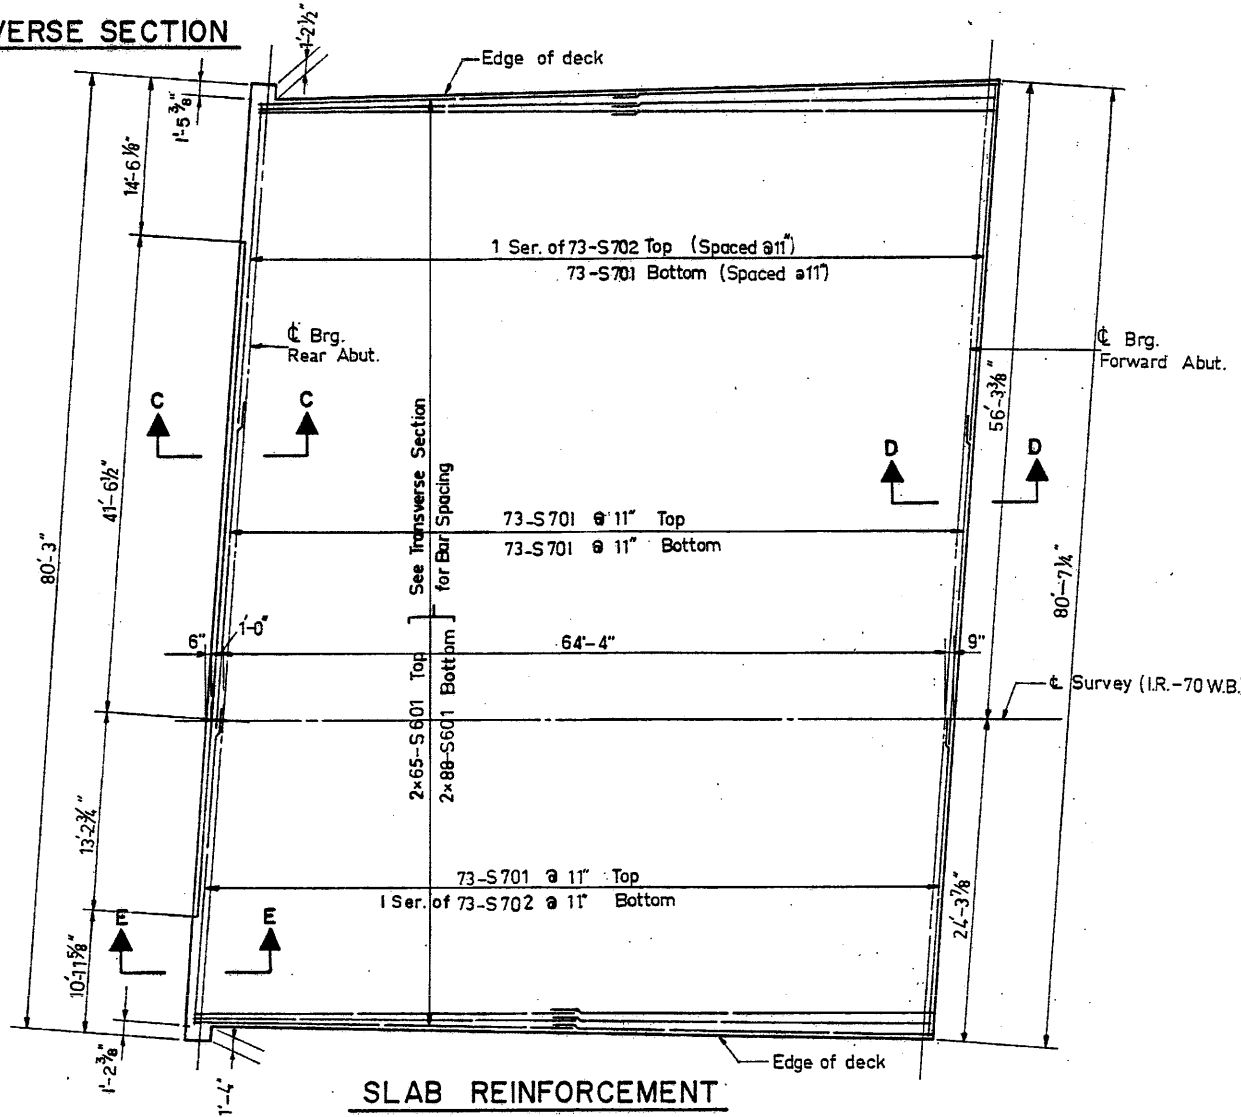 VERSE SECTION
1'-2½"
Edge of deck
1'-5⅜"
14'-6⅛"
1 Ser. of 73-S702 Top (Spaced a11")
73-S701 Bottom (Spaced a11")
℄ Brg.
Rear Abut.
℄ Brg.
Forward Abut.
56'-3⅜"
C
C
D
D
41'-6½"
See Transverse Section
for Bar Spacing
73-S701 @ 11" Top
73-S701 @ 11" Bottom
80'-3"
80'-7¼"
6"
1'-0"
64'-4"
9"
2×65-S601 Top
2×88-S601 Bottom
℄ Survey (I.R.-70 W.B.
13'-2¾"
73-S701 @ 11" Top
1 Ser. of 73-S702 @ 11" Bottom
24'-3⅞"
E
E
10'-11⅝"
1'-2⅞"
1'-4"
Edge of deck
SLAB REINFORCEMENT